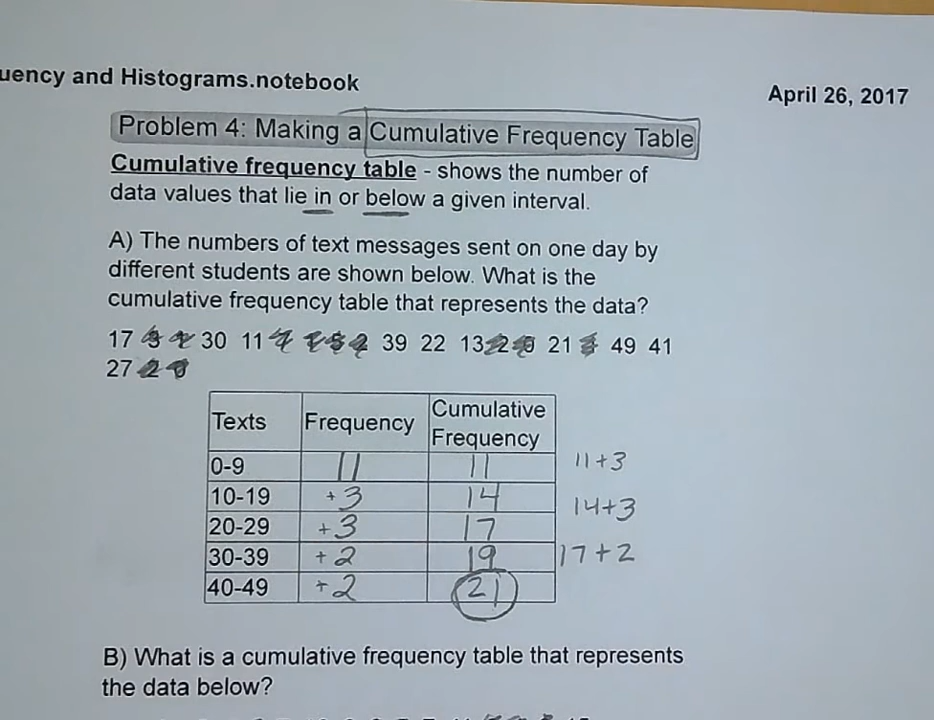 uency and Histograms.notebook
April 26, 2017
Problem 4: Making a Cumulative Frequency Table
Cumulative frequency table - shows the number of
data values that lie in or below a given interval.
A) The numbers of text messages sent on one day by
different students are shown below. What is the
cumulative frequency table that represents the data?
17 30 11 39 22 13 21 49 41
27
Texts Frequency Cumulative Frequency
0-9 11 11 11+3
10-19 +3 14 14+3
20-29 +3 17
30-39 +2 19 17+2
40-49 +2 21
B) What is a cumulative frequency table that represents
the data below?